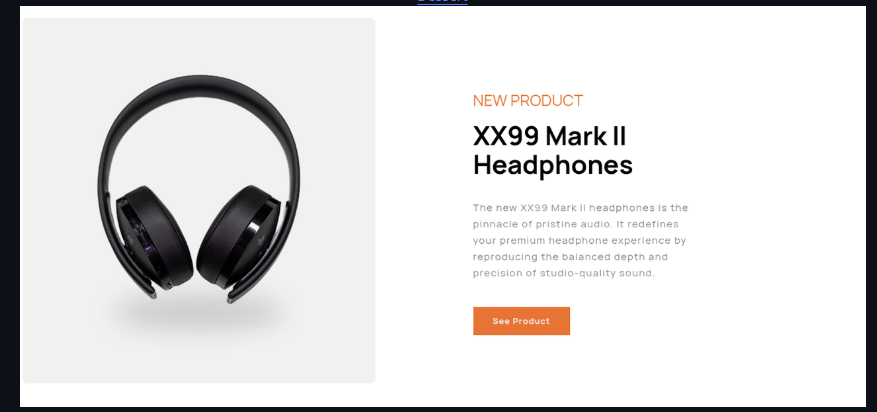 NEW PRODUCT
XX99 Mark II
Headphones
The new XX99 Mark II headphones is the
pinnacle of pristine audio. It redefines
your premium headphone experience by
reproducing the balanced depth and
precision of studio-quality sound.
See Product